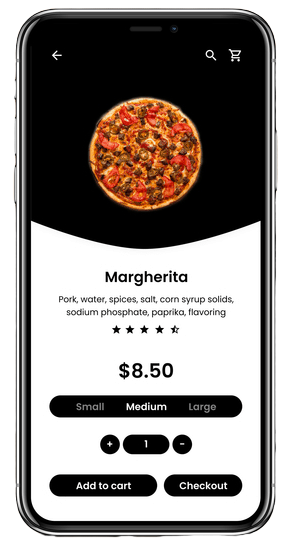 Margherita
Pork, water, spices, salt, corn syrup solids,
sodium phosphate, paprika, flavoring
$8.50
Small Medium Large
+ 1 -
Add to cart Checkout